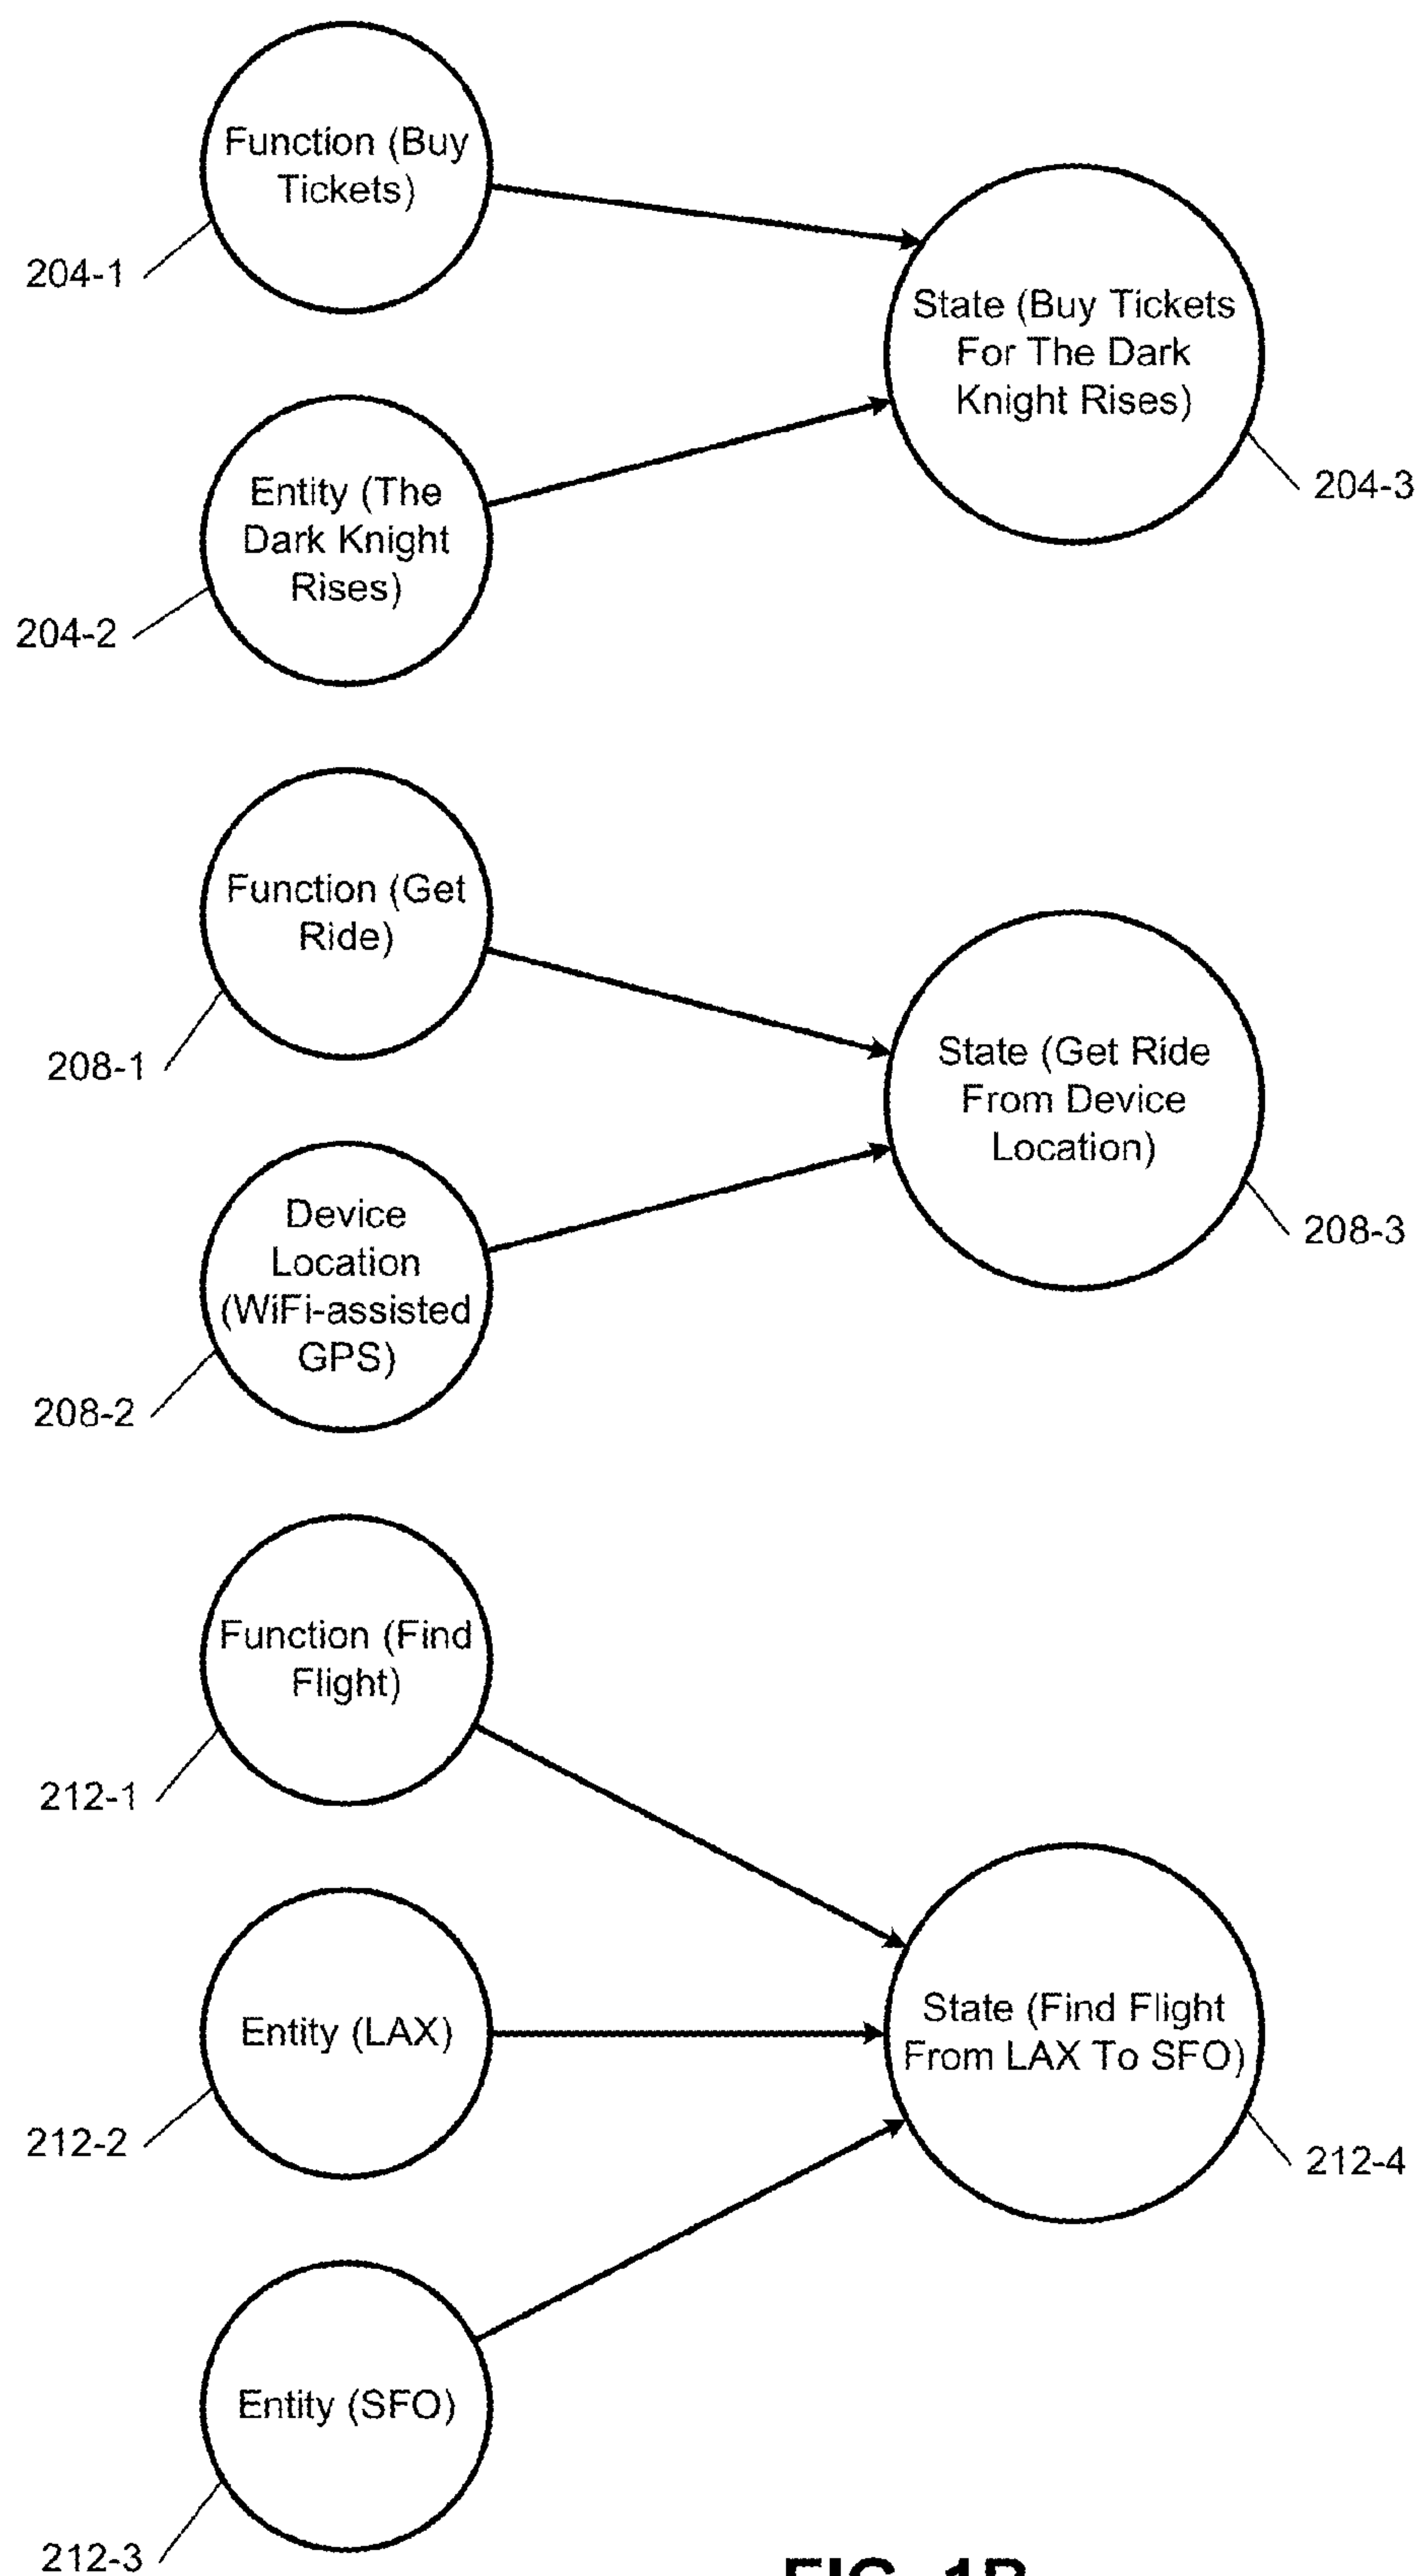 Function (Buy
Tickets)
204-1
State (Buy Tickets
For The Dark
Knight Rises)
204-3
Entity (The
Dark Knight
Rises)
204-2
Function (Get
Ride)
208-1
State (Get Ride
From Device
Location)
208-3
Device
Location
(WiFi-assisted
GPS)
208-2
Function (Find
Flight)
212-1
Entity (LAX)
212-2
State (Find Flight
From LAX To SFO)
212-4
Entity (SFO)
212-3
FIG. 1B